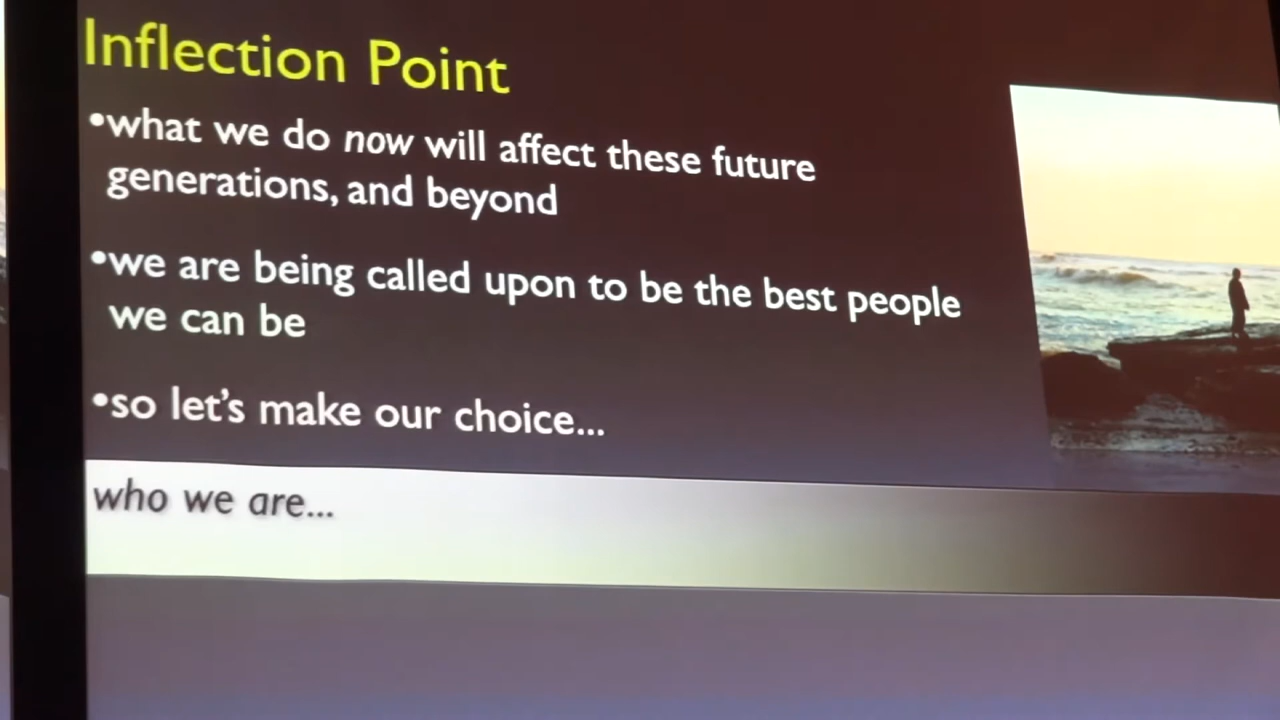 Inflection Point
•what we do now will affect these future
generations, and beyond
•we are being called upon to be the best people
we can be
•so let's make our choice...
who we are...